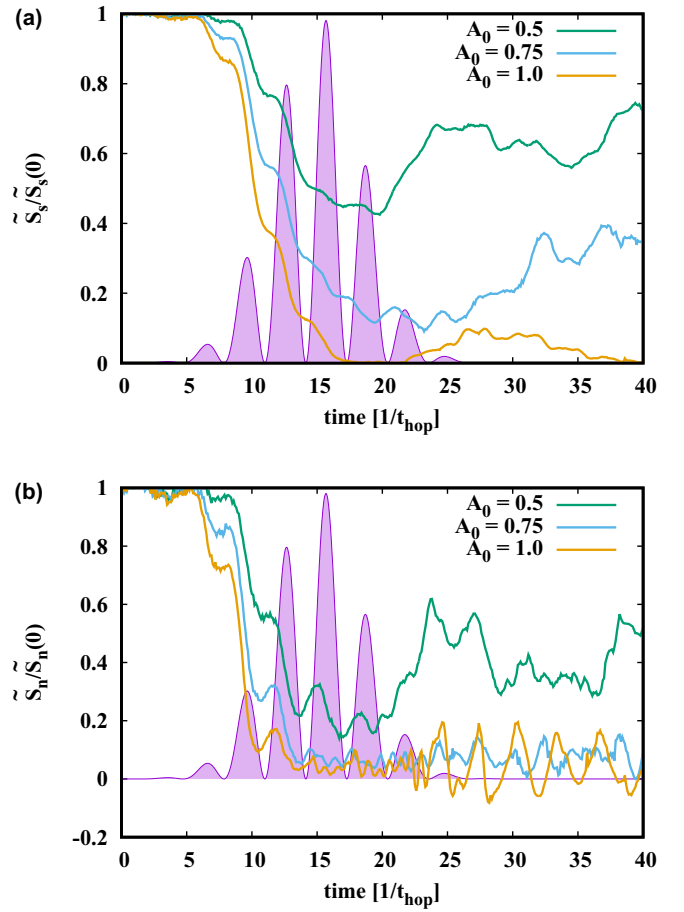 (a)
A₀ = 0.5
A₀ = 0.75
A₀ = 1.0
1
0.8
0.6
0.4
0.2
0
S̃ₛ/S̃ₛ(0)
0 5 10 15 20 25 30 35 40
time [1/t_hop]
(b)
A₀ = 0.5
A₀ = 0.75
A₀ = 1.0
1
0.8
0.6
0.4
0.2
0
-0.2
S̃ₙ/S̃ₙ(0)
0 5 10 15 20 25 30 35 40
time [1/t_hop]